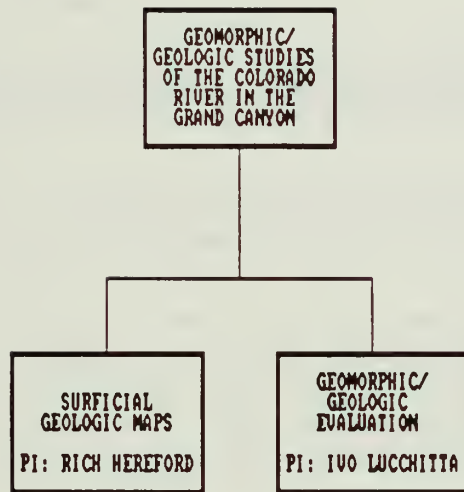 GEOMORPHIC/
GEOLOGIC STUDIES
OF THE COLORADO
RIVER IN THE
GRAND CANYON
SURFICIAL
GEOLOGIC MAPS
PI: RICH HEREFORD
GEOMORPHIC/
GEOLOGIC
EVALUATION
PI: IVO LUCCHITTA